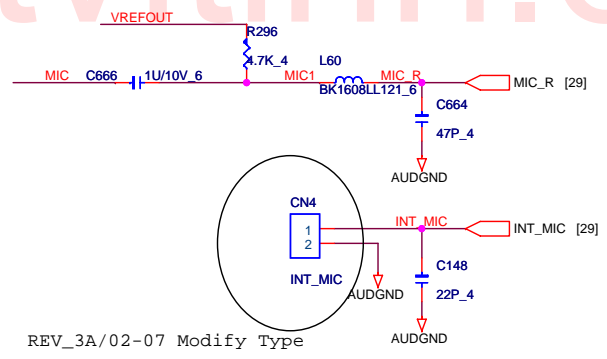 VREFOUT
R296
4.7K_4
L60
MIC
C666
1U/10V_6
MIC1
BK1608LL121_6
MIC_R
MIC_R [29]
C664
47P_4
AUDGND
CN4
1
2
INT_MIC
INT_MIC
INT_MIC [29]
AUDGND
C148
22P_4
AUDGND
REV_3A/02-07 Modify Type